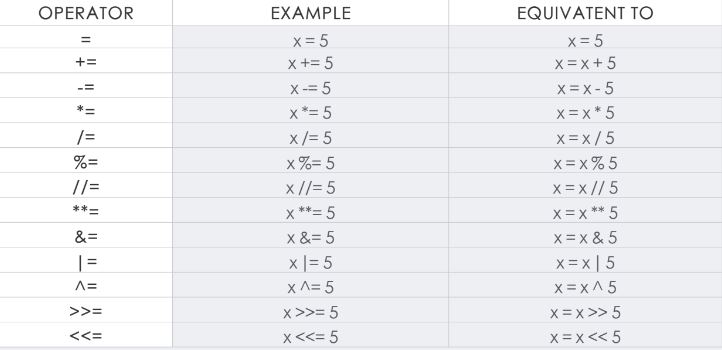 OPERATOR EXAMPLE EQUIVATENT TO
= x = 5 x = 5
+= x += 5 x = x + 5
-= x -= 5 x = x - 5
*= x *= 5 x = x * 5
/= x /= 5 x = x / 5
%= x %= 5 x = x % 5
//= x //= 5 x = x // 5
**= x **= 5 x = x ** 5
&= x &= 5 x = x & 5
|= x |= 5 x = x | 5
^= x ^= 5 x = x ^ 5
>>= x >>= 5 x = x >> 5
<<= x <<= 5 x = x << 5